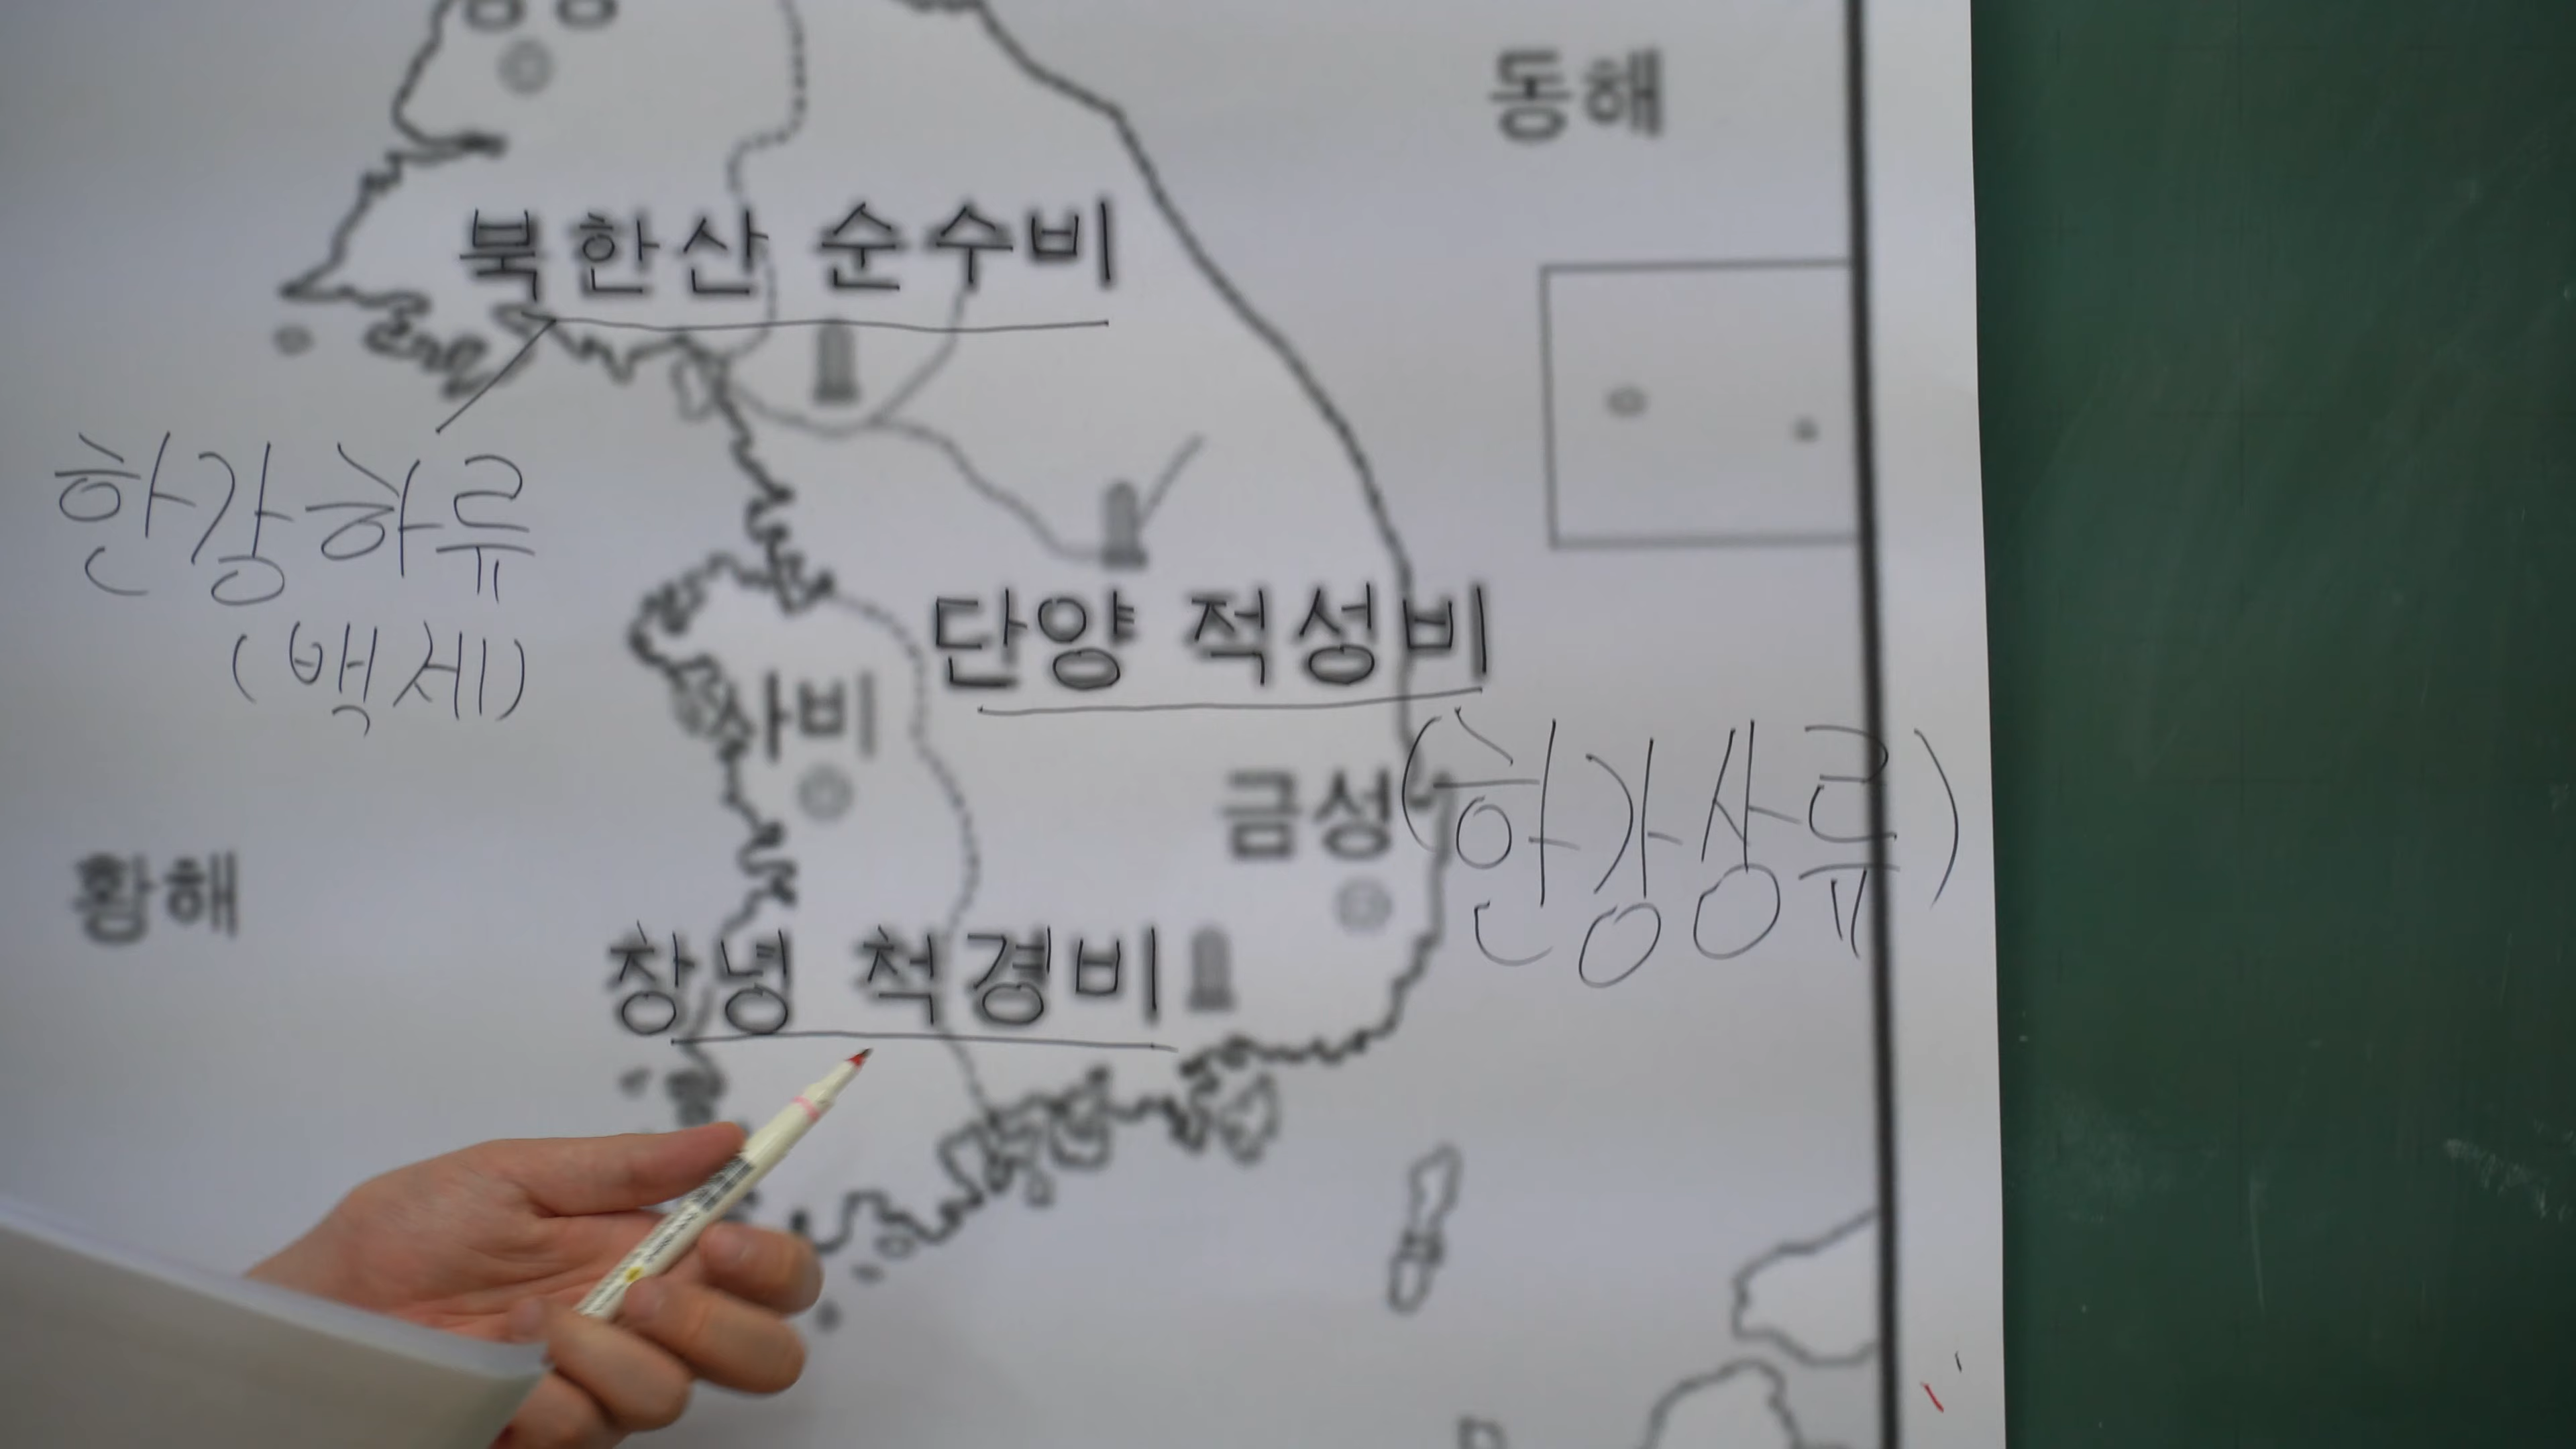 동해
북한산 순수비
한강하류
(백제)
단양 적성비
사비
(한강상류)
금성
황해
창녕 척경비